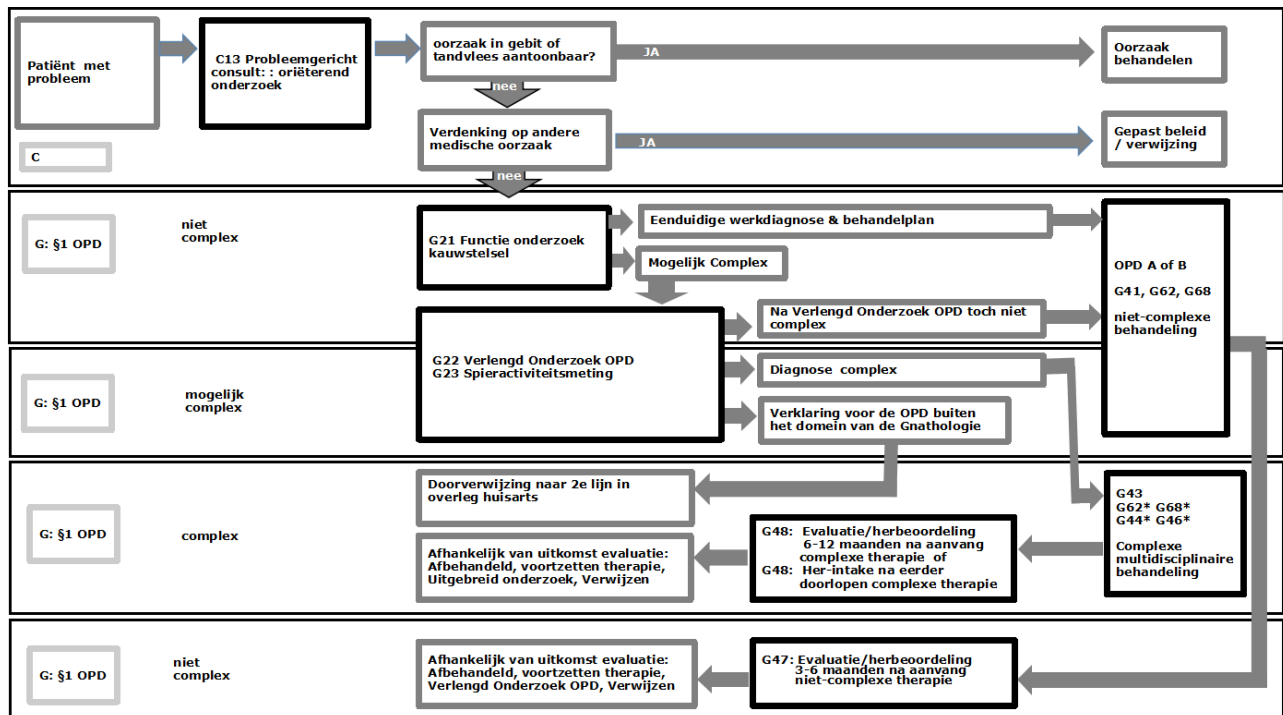 Patiënt met
probleem
C13 Probleemgericht
consult: : oriëterend
onderzoek
oorzaak in gebit of
tandvlees aantoonbaar?
JA
Oorzaak
behandelen
nee
Verdenking op andere
medische oorzaak
JA
Gepast beleid
/ verwijzing
C
nee
G: §1 OPD
niet
complex
G21 Functie onderzoek
kauwstelsel
Eenduidige werkdiagnose & behandelplan
Mogelijk Complex
OPD A of B
G41, G62, G68
niet-complexe
behandeling
Na Verlengd Onderzoek OPD toch niet
complex
G22 Verlengd Onderzoek OPD
G23 Spieractiviteitsmeting
G: §1 OPD
mogelijk
complex
Diagnose complex
Verklaring voor de OPD buiten
het domein van de Gnathologie
G: §1 OPD
complex
Doorverwijzing naar 2e lijn in
overleg huisarts
G43
G62* G68*
G44* G46*
Complexe
multidisciplinaire
behandeling
G48: Evaluatie/herbeoordeling
6-12 maanden na aanvang
complexe therapie of
G48: Her-intake na eerder
doorlopen complexe therapie
Afhankelijk van uitkomst evaluatie:
Afbehandeld, voortzetten therapie,
Uitgebreid onderzoek, Verwijzen
G: §1 OPD
niet
complex
Afhankelijk van uitkomst evaluatie:
Afbehandeld, voortzetten therapie,
Verlengd Onderzoek OPD, Verwijzen
G47: Evaluatie/herbeoordeling
3-6 maanden na aanvang
niet-complexe therapie